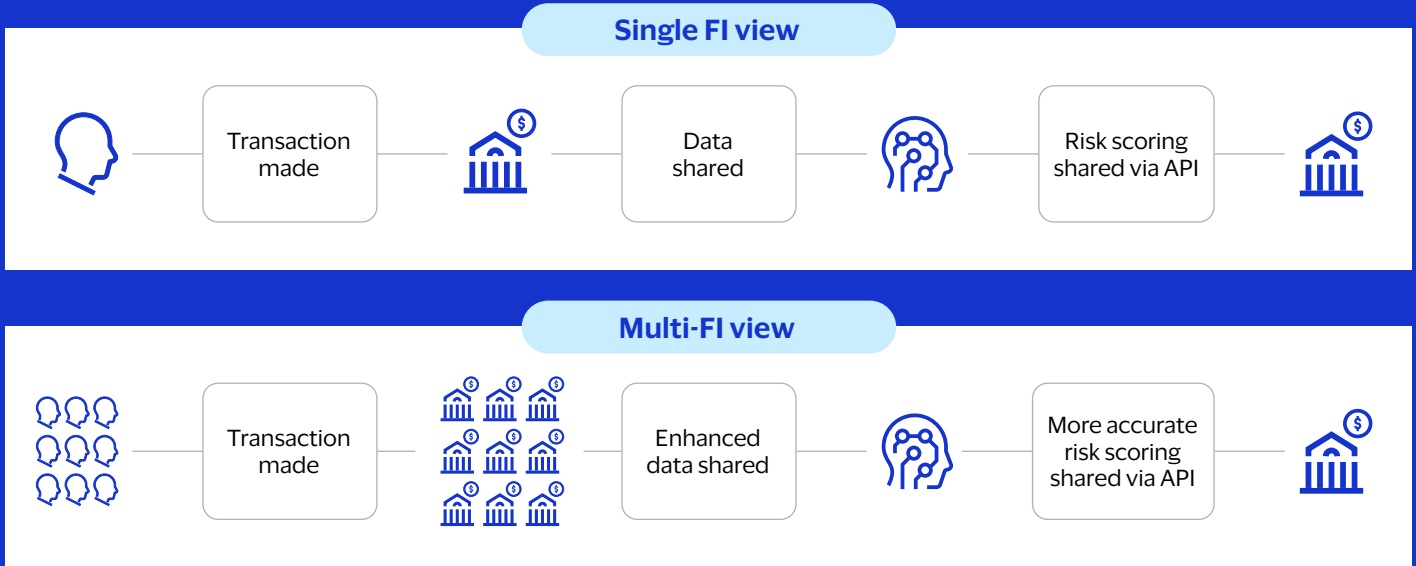 Single FI view
Transaction
made
$
Data
shared
Risk scoring
shared via API
$
Multi-FI view
Transaction
made
$ $ $
$ $ $
$ $ $
Enhanced
data shared
More accurate
risk scoring
shared via API
$